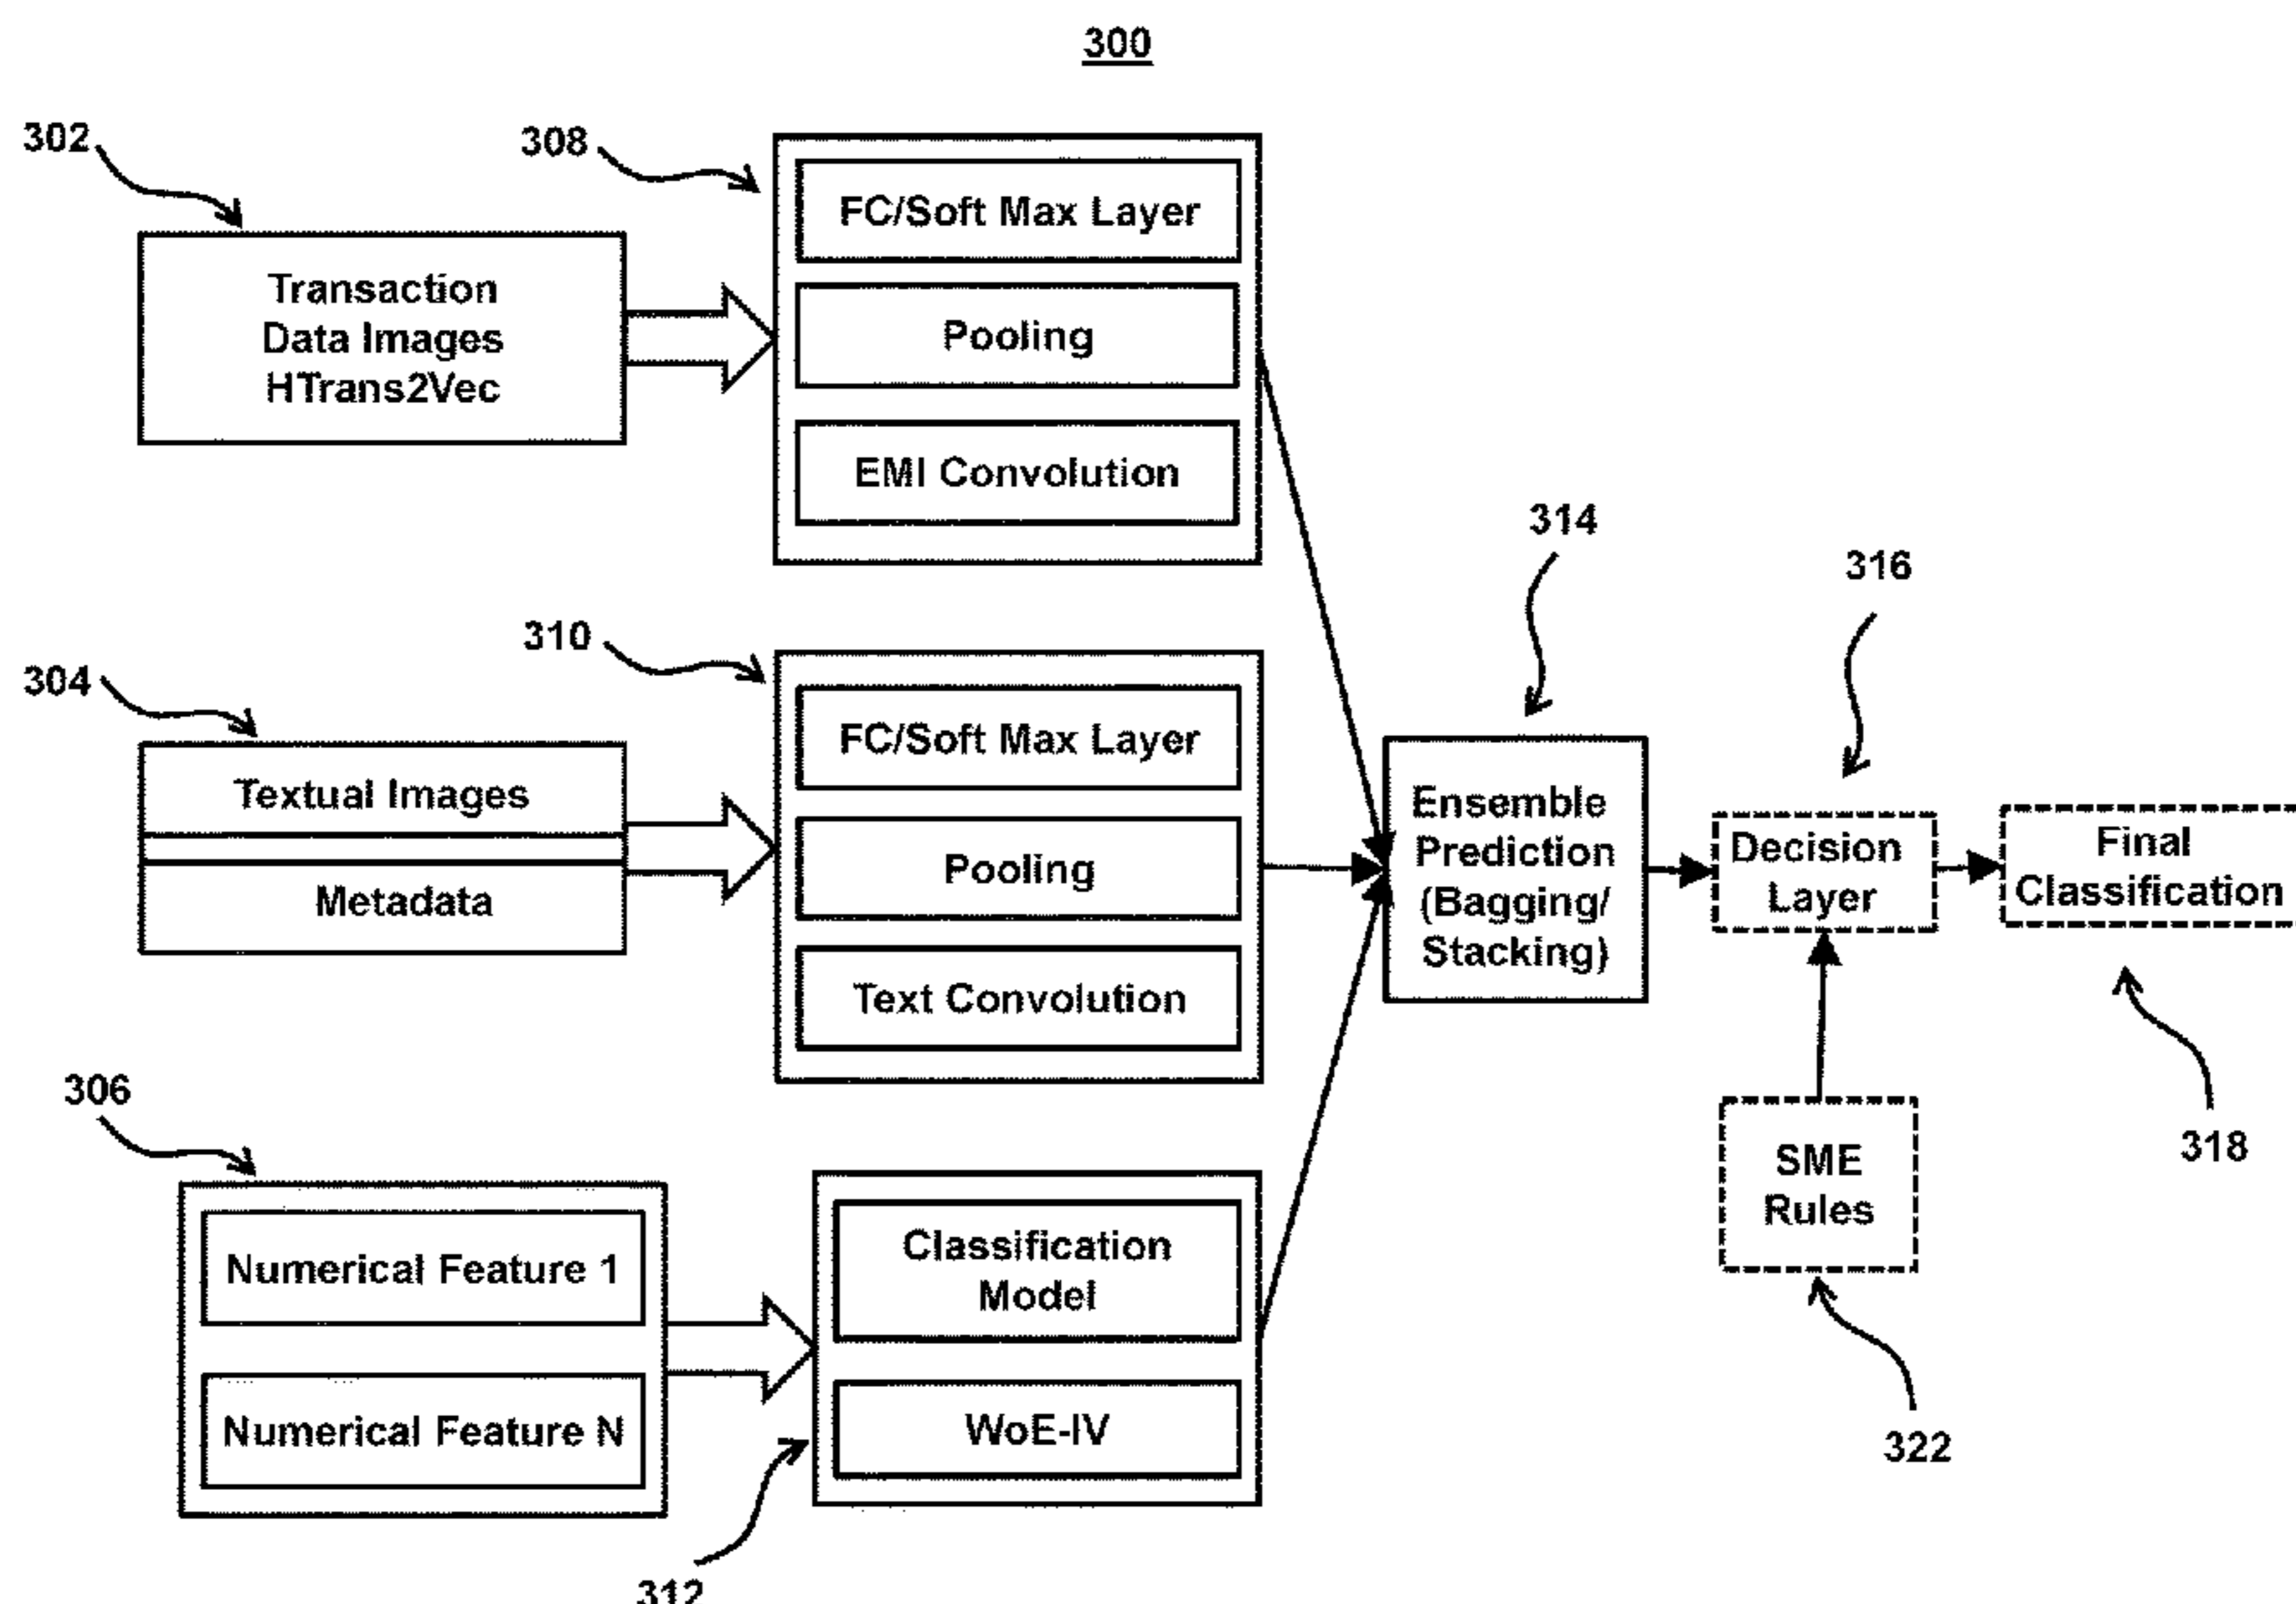 300
302
308
FC/Soft Max Layer
Transaction
Data Images
HTrans2Vec
Pooling
EMI Convolution
314
316
310
304
FC/Soft Max Layer
Textual Images
Metadata
Pooling
Text Convolution
Ensemble
Prediction
(Bagging/
Stacking)
Decision
Layer
Final
Classification
306
318
SME
Rules
322
Numerical Feature 1
Numerical Feature N
Classification
Model
WoE-IV
312